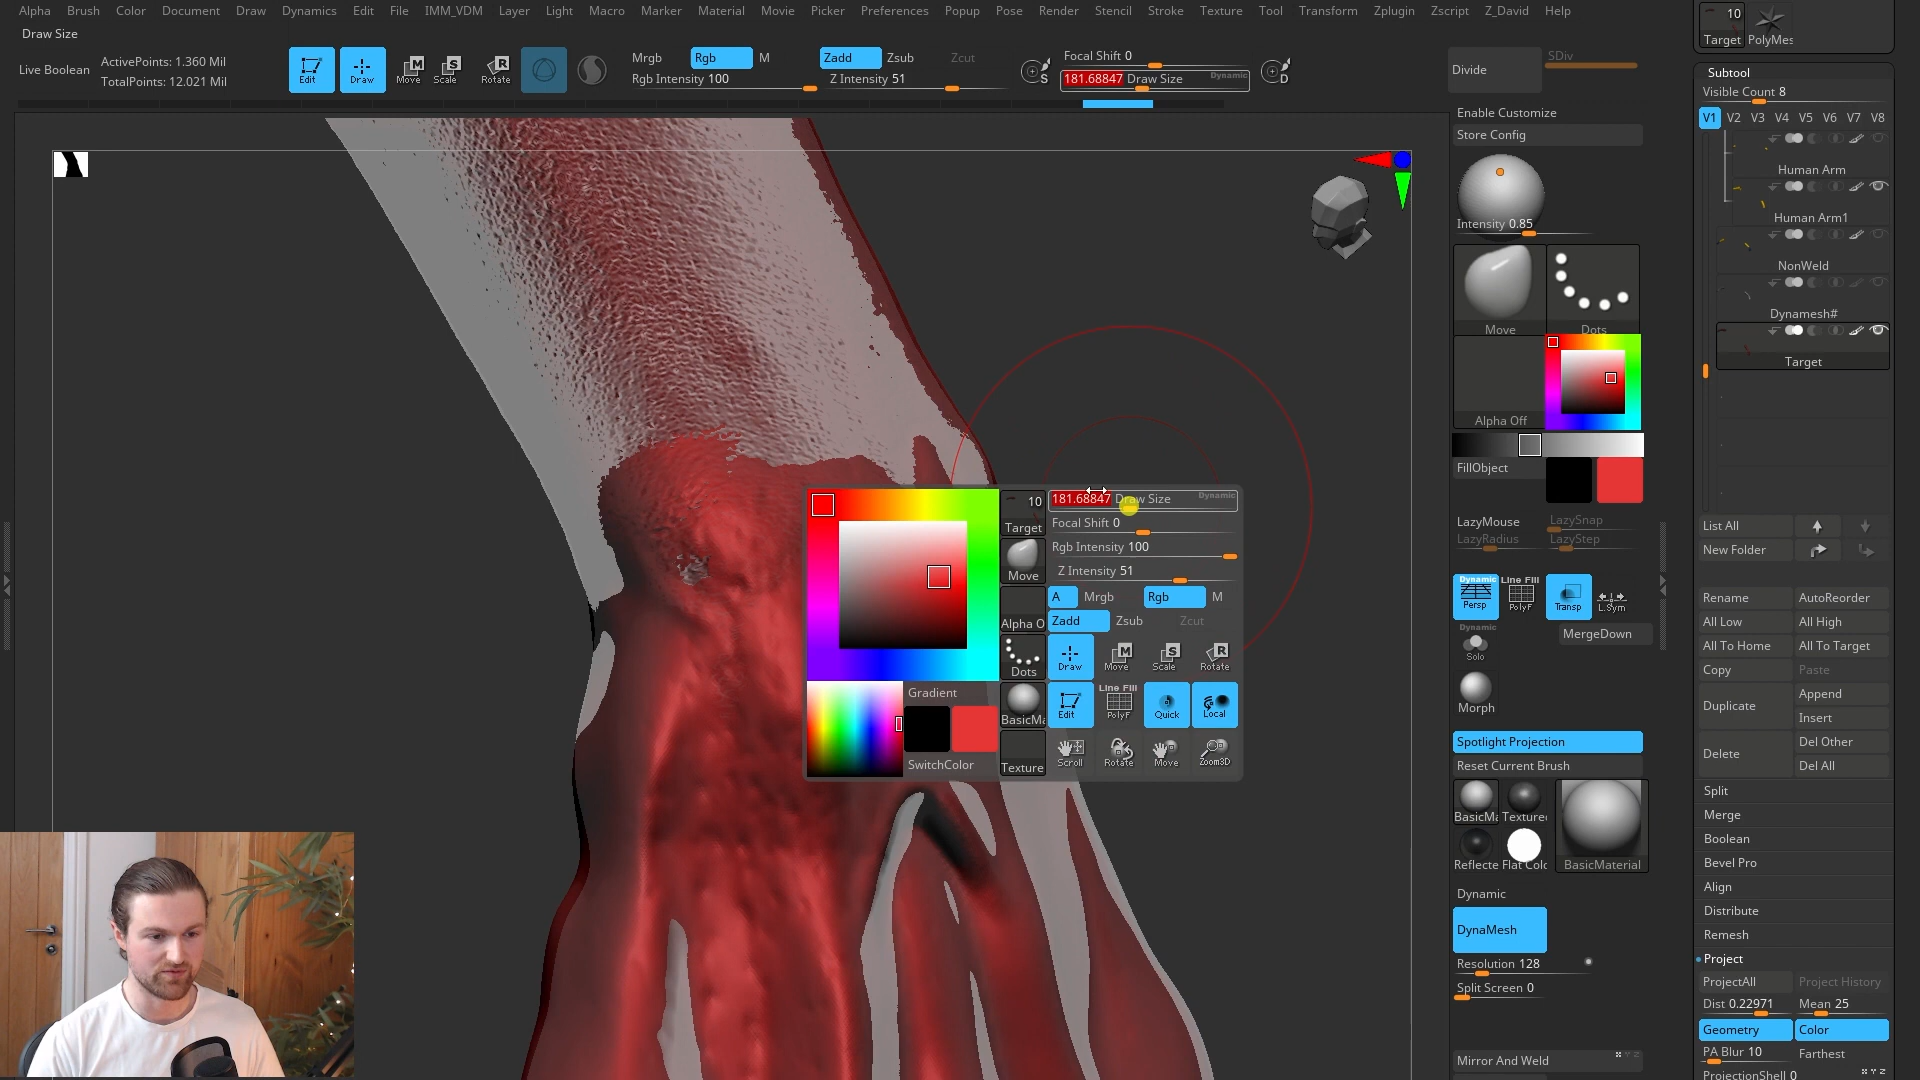 Alpha Brush Color Document Draw Dynamics Edit File IMM_VDM Layer Light Macro Marker Material Movie Picker Preferences Popup Pose Render Stencil Stroke Texture Tool Transform Zplugin Zscript Z_David Help
Draw Size
Live Boolean
ActivePoints: 1.360 Mil
TotalPoints: 12.021 Mil
Edit
Draw
Move
Scale
Rotate
Mrgb Rgb M
Rgb Intensity 100
Zadd Zsub Zcut
Z Intensity 51
S
Focal Shift 0
181.68847 Draw Size Dynamic
D
Divide
SDiv
10
Target
PolyMes
Enable Customize
Store Config
Intensity 0.85
Move
Dots
Alpha Off
FillObject
LazyMouse LazySnap
LazyRadius LazyStep
Dynamic
Persp
Line Fill
PolyF
Transp
L.Sym
Dynamic
Solo
MergeDown
Morph
Spotlight Projection
Reset Current Brush
BasicMa Texture
Reflecte Flat Colo
BasicMaterial
Dynamic
DynaMesh
Resolution 128
Split Screen 0
Mirror And Weld
Subtool
Visible Count 8
V1 V2 V3 V4 V5 V6 V7 V8
Human Arm
Human Arm1
NonWeld
Dynamesh#
Target
List All
New Folder
Rename AutoReorder
All Low All High
All To Home All To Target
Copy Paste
Duplicate Append
Insert
Delete Del Other
Del All
Split
Merge
Boolean
Bevel Pro
Align
Distribute
Remesh
Project
ProjectAll Project History
Dist 0.22971 Mean 25
Geometry Color
PA Blur 10 Farthest
ProjectionShell 0
10
Target
Move
Alpha O
Dots
BasicMa
Texture
181.68847 Draw Size Dynamic
Focal Shift 0
Rgb Intensity 100
Z Intensity 51
A Mrgb Rgb M
Zadd Zsub Zcut
Draw Move Scale Rotate
Edit
Line Fill
PolyF
Quick Local
Scroll Rotate Move Zoom3D
Gradient
SwitchColor